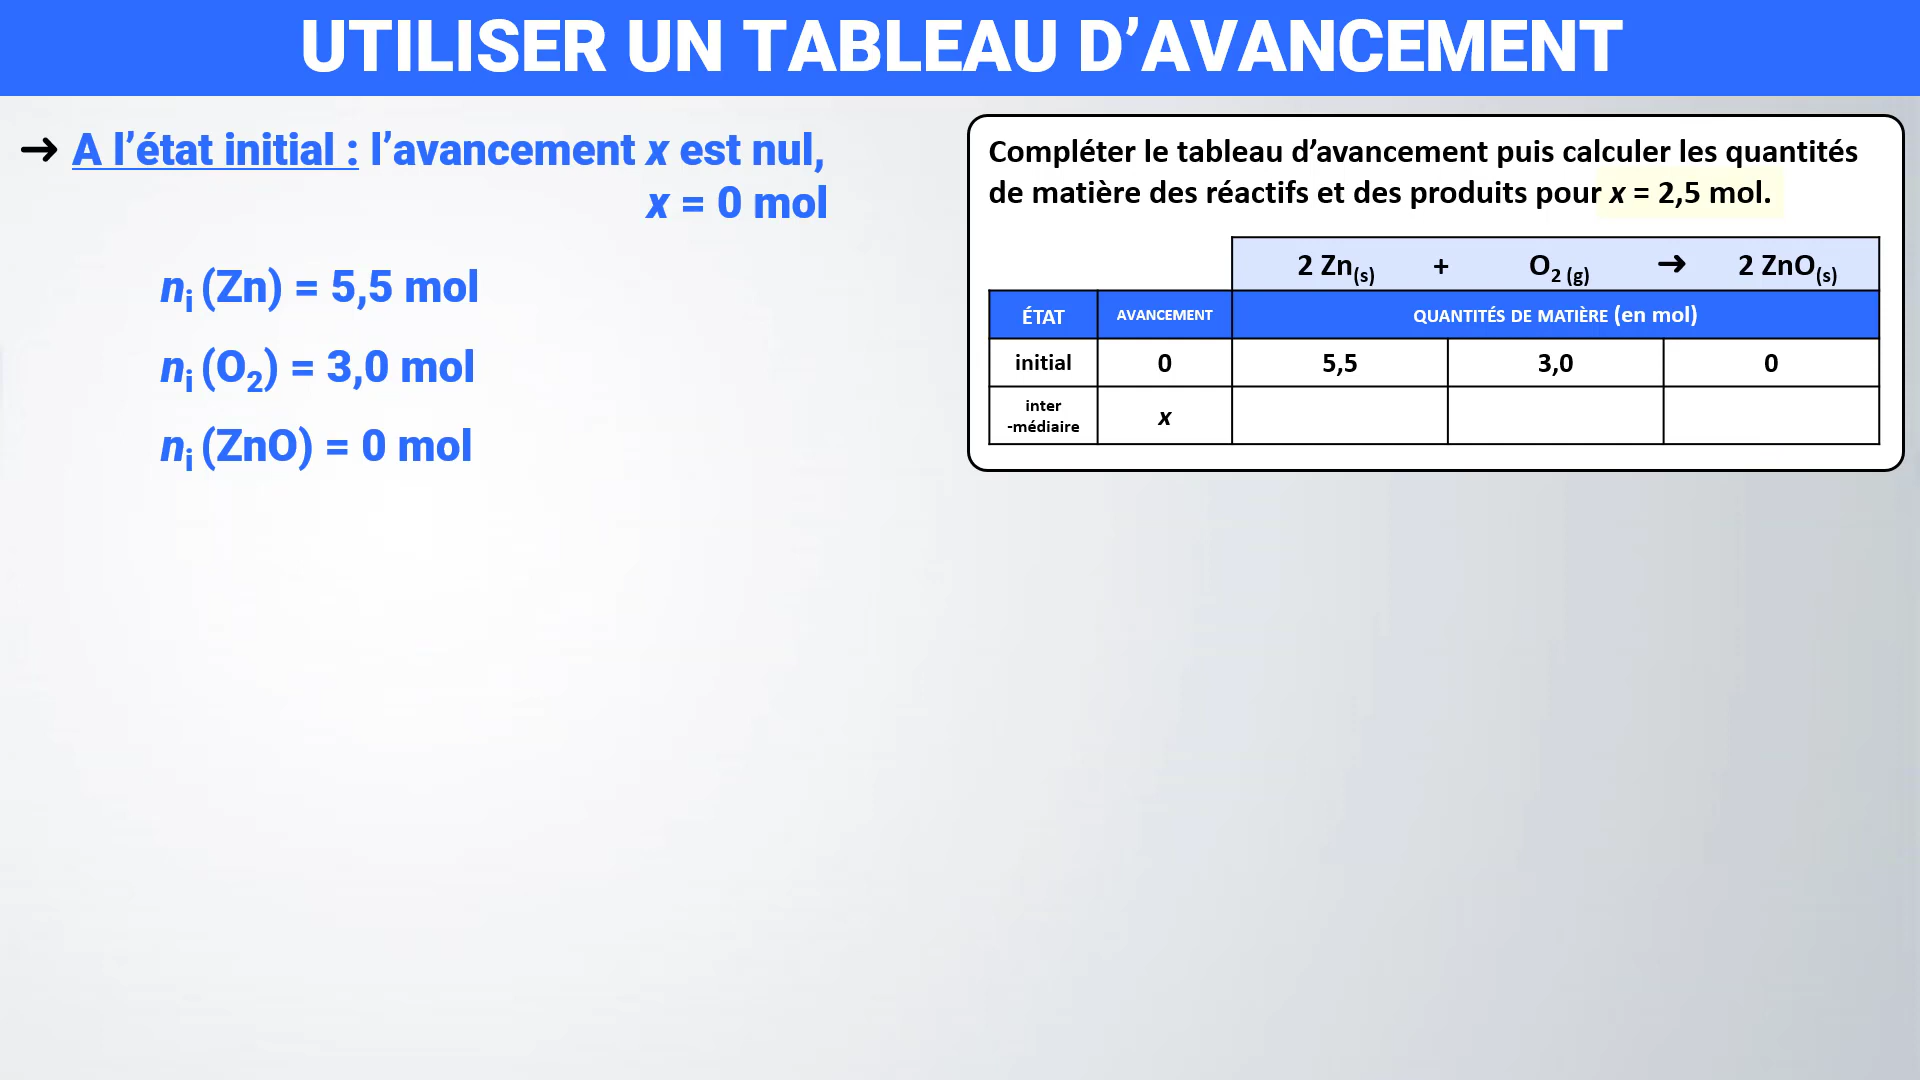 UTILISER UN TABLEAU D’AVANCEMENT
➜ A l’état initial : l’avancement x est nul,
x = 0 mol
nᵢ (Zn) = 5,5 mol
nᵢ (O₂) = 3,0 mol
nᵢ (ZnO) = 0 mol
Compléter le tableau d’avancement puis calculer les quantités
de matière des réactifs et des produits pour x = 2,5 mol.
2 Zn(s) + O₂ (g) ➜ 2 ZnO(s)
ÉTAT AVANCEMENT QUANTITÉS DE MATIÈRE (en mol)
initial 0 5,5 3,0 0
inter
-médiaire x